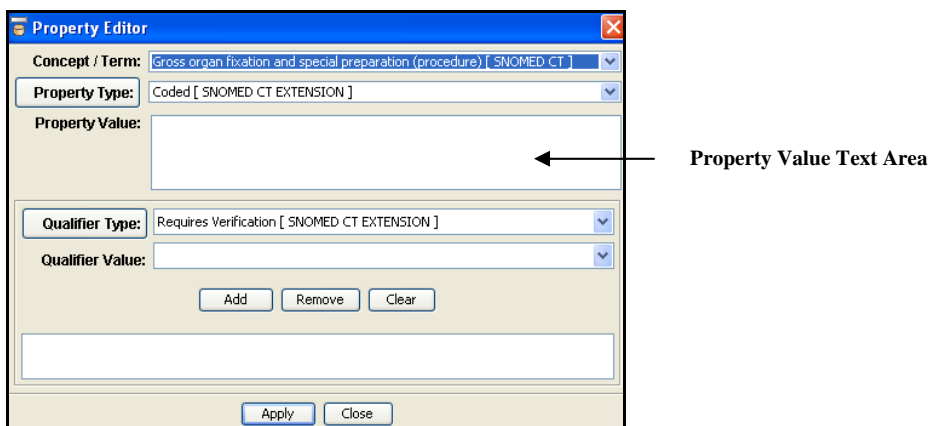 Property Editor
Concept / Term: Gross organ fixation and special preparation (procedure) [ SNOMED CT ]
Property Type: Coded [ SNOMED CT EXTENSION ]
Property Value:
Property Value Text Area
Qualifier Type: Requires Verification [ SNOMED CT EXTENSION ]
Qualifier Value:
Add Remove Clear
Apply Close